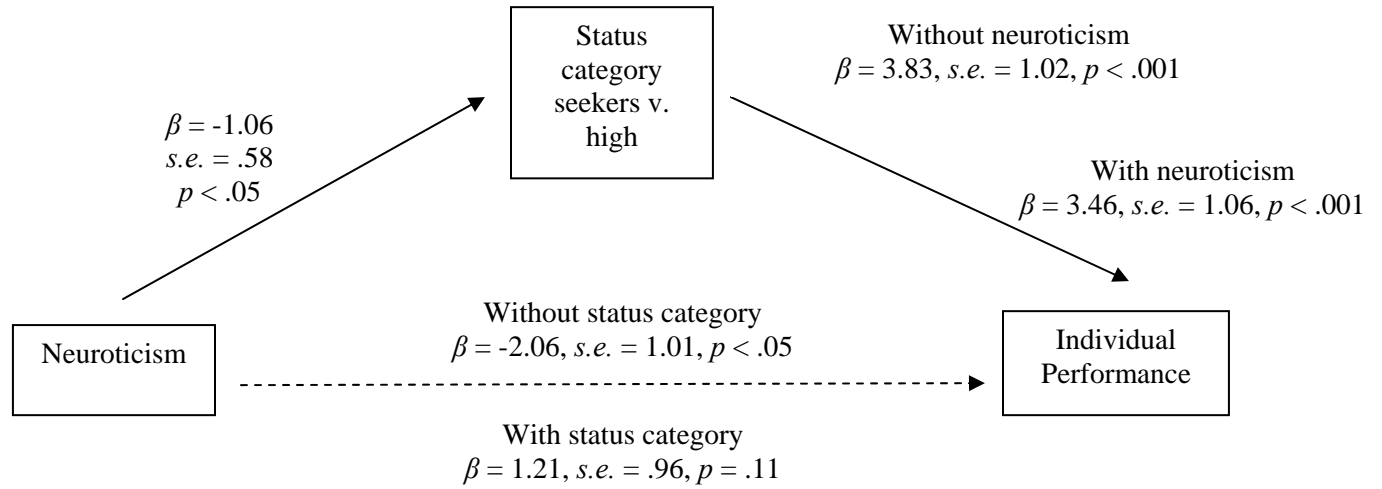 Status
category
seekers v.
high
Without neuroticism
β = 3.83, s.e. = 1.02, p < .001
β = -1.06
s.e. = .58
p < .05
With neuroticism
β = 3.46, s.e. = 1.06, p < .001
Neuroticism
Without status category
β = -2.06, s.e. = 1.01, p < .05
Individual
Performance
With status category
β = 1.21, s.e. = .96, p = .11